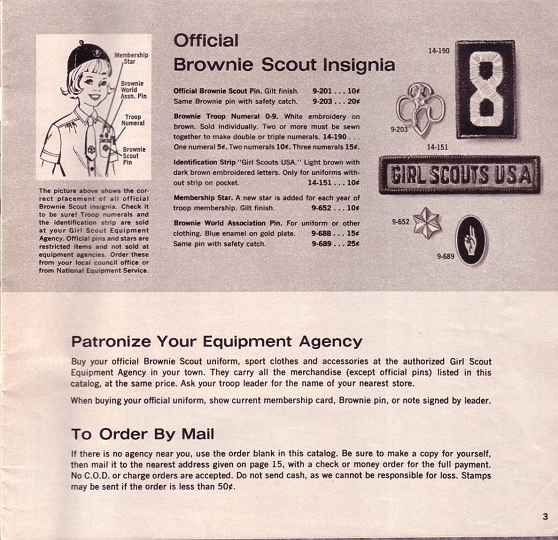 Official
Brownie Scout Insignia
Membership
Star
Brownie
World
Assn. Pin
Troop
Numeral
Brownie
Scout
Pin
The picture above shows the cor-
rect placement of all official
Brownie Scout insignia. Check it
to be sure! Troop numerals and
the identification strip are sold
at your Girl Scout Equipment
Agency. Official pins and stars are
restricted items and not sold at
equipment agencies. Order these
from your local council office or
from National Equipment Service.
Official Brownie Scout Pin. Gilt finish. 9-201 . . . 10¢
Same Brownie pin with safety catch. 9-203 . . . 20¢
Brownie Troop Numeral 0-9. White embroidery on
brown. Sold individually. Two or more must be sewn
together to make double or triple numerals. 14-190 . . .
One numeral 5¢. Two numerals 10¢. Three numerals 15¢.
Identification Strip "Girl Scouts USA." Light brown with
dark brown embroidered letters. Only for uniforms with-
out strip on pocket. 14-151 . . . 10¢
Membership Star. A new star is added for each year of
troop membership. Gilt finish. 9-652 . . . 10¢
Brownie World Association Pin. For uniform or other
clothing. Blue enamel on gold plate. 9-688 . . . 15¢
Same pin with safety catch. 9-689 . . . 25¢
14-190
8
9-203
14-151
GIRL SCOUTS USA
9-652
9-689
Patronize Your Equipment Agency
Buy your official Brownie Scout uniform, sport clothes and accessories at the authorized Girl Scout
Equipment Agency in your town. They carry all the merchandise (except official pins) listed in this
catalog, at the same price. Ask your troop leader for the name of your nearest store.
When buying your official uniform, show current membership card, Brownie pin, or note signed by leader.
To Order By Mail
If there is no agency near you, use the order blank in this catalog. Be sure to make a copy for yourself,
then mail it to the nearest address given on page 15, with a check or money order for the full payment.
No C.O.D. or charge orders are accepted. Do not send cash, as we cannot be responsible for loss. Stamps
may be sent if the order is less than 50¢.
3